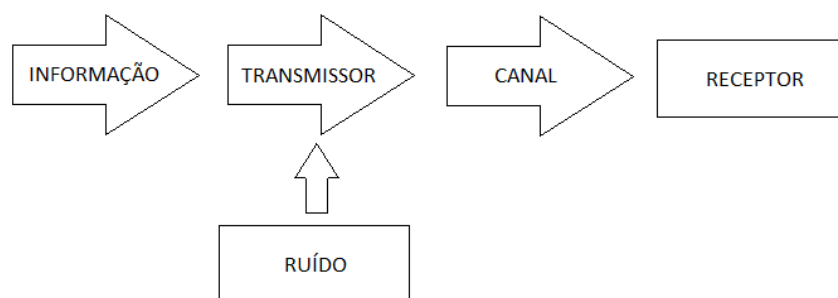 INFORMAÇÃO
TRANSMISSOR
CANAL
RECEPTOR
RUÍDO